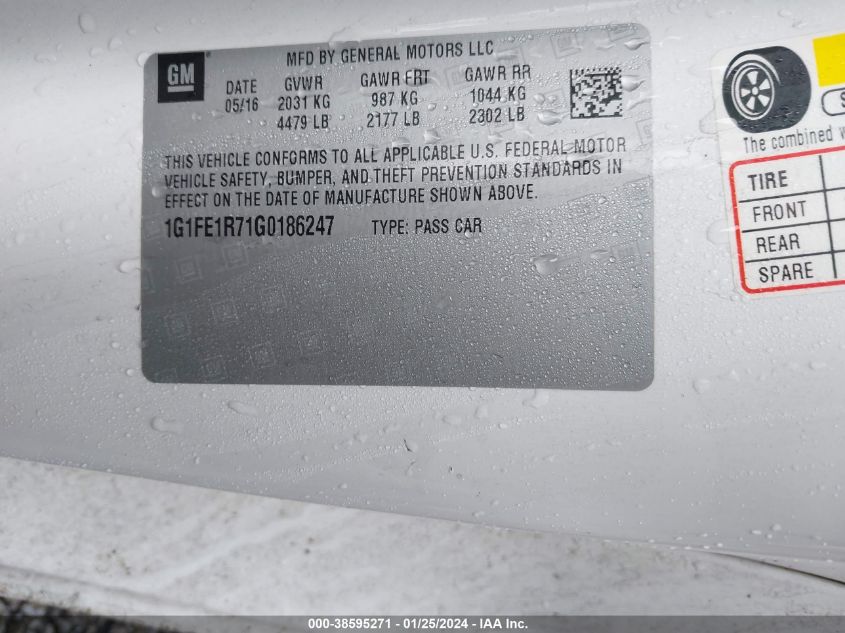 GM
MFD BY GENERAL MOTORS LLC
DATE GVWR GAWR FRT GAWR RR
05/16 2031 KG 987 KG 1044 KG
4479 LB 2177 LB 2302 LB
THIS VEHICLE CONFORMS TO ALL APPLICABLE U.S. FEDERAL MOTOR
VEHICLE SAFETY, BUMPER, AND THEFT PREVENTION STANDARDS IN
EFFECT ON THE DATE OF MANUFACTURE SHOWN ABOVE.
1G1FE1R71G0186247 TYPE: PASS CAR
The combined
TIRE
FRONT
REAR
SPARE
000-38595271 - 01/25/2024 - IAA Inc.